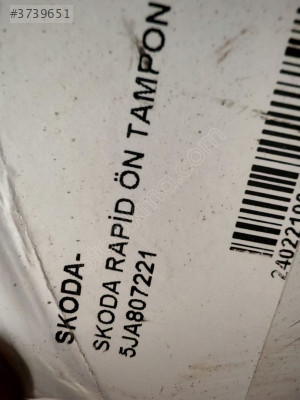 #3739651
SKODA-
SKODA RAPİD ÖN TAMPON
5JA807221